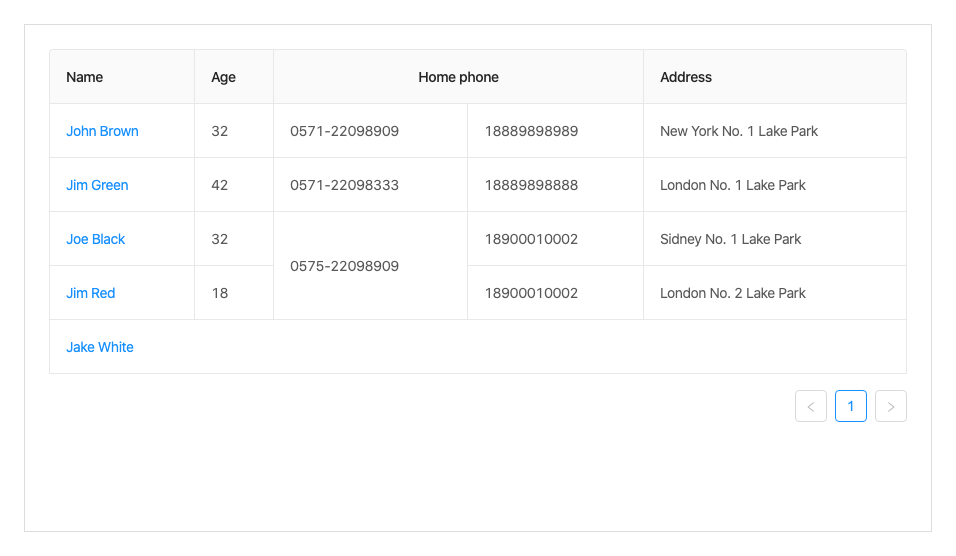 Name Age Home phone Address
John Brown 32 0571-22098909 18889898989 New York No. 1 Lake Park
Jim Green 42 0571-22098333 18889898888 London No. 1 Lake Park
Joe Black 32 18900010002 Sidney No. 1 Lake Park
0575-22098909
Jim Red 18 18900010002 London No. 2 Lake Park
Jake White
1